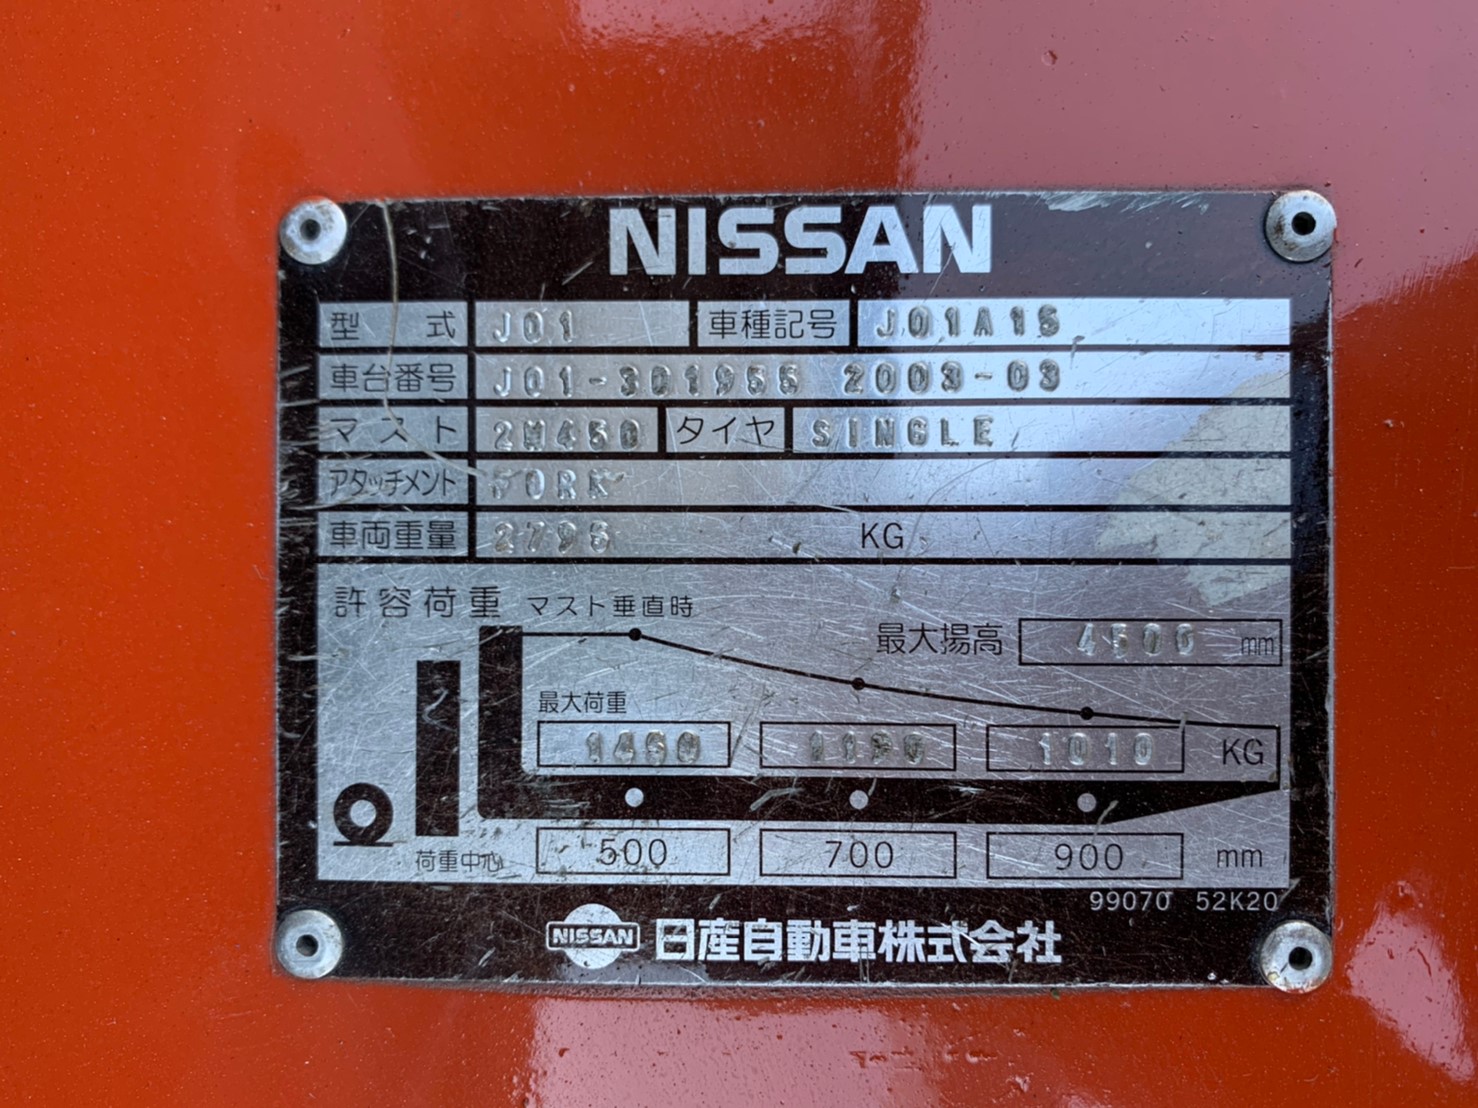 NISSAN
型式 J01 車種記号 J01A15
車台番号 J01-301955 2003-03
マスト 2M450 タイヤ SINGLE
アタッチメント FORK
車両重量 2795 KG
許容荷重 マスト垂直時
最大揚高 4500 mm
最大荷重
1450 1010 KG
荷重中心 500 700 900 mm
99070 52K20
NISSAN 日産自動車株式会社